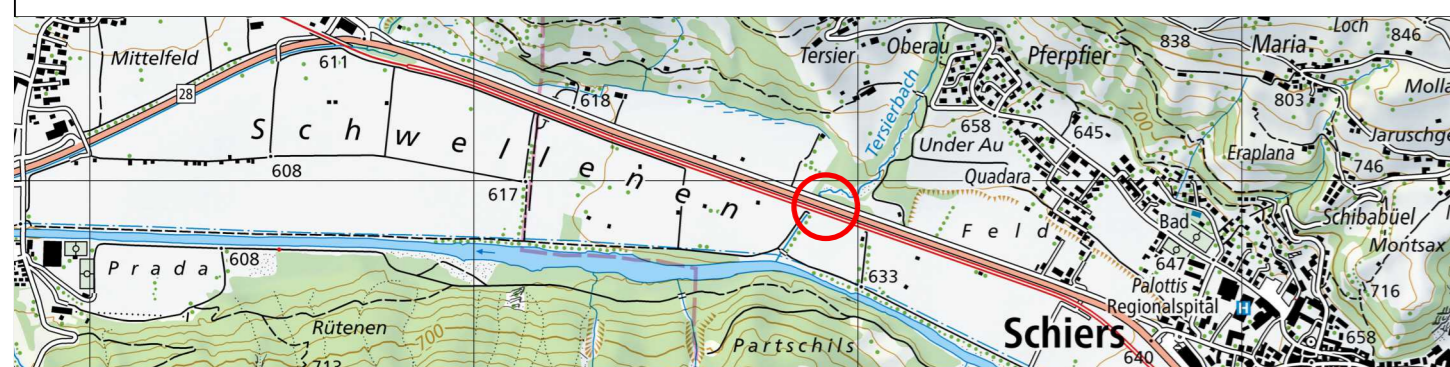 Loch
Mittelfeld
Tersier
Oberau
Pferpfier
838
Maria
846
611
Molla
28
618
803
700
Schwellenen
Tersierbach
658
645
Jaruschge
608
Under Au
Eraplana
746
617
Quadara
Bad
Schibabüel
Feld
Montsax
608
Prada
633
647
Palottis
716
Regionalspital
H
Rütenen
700
Partschils
Schiers
640
658
713